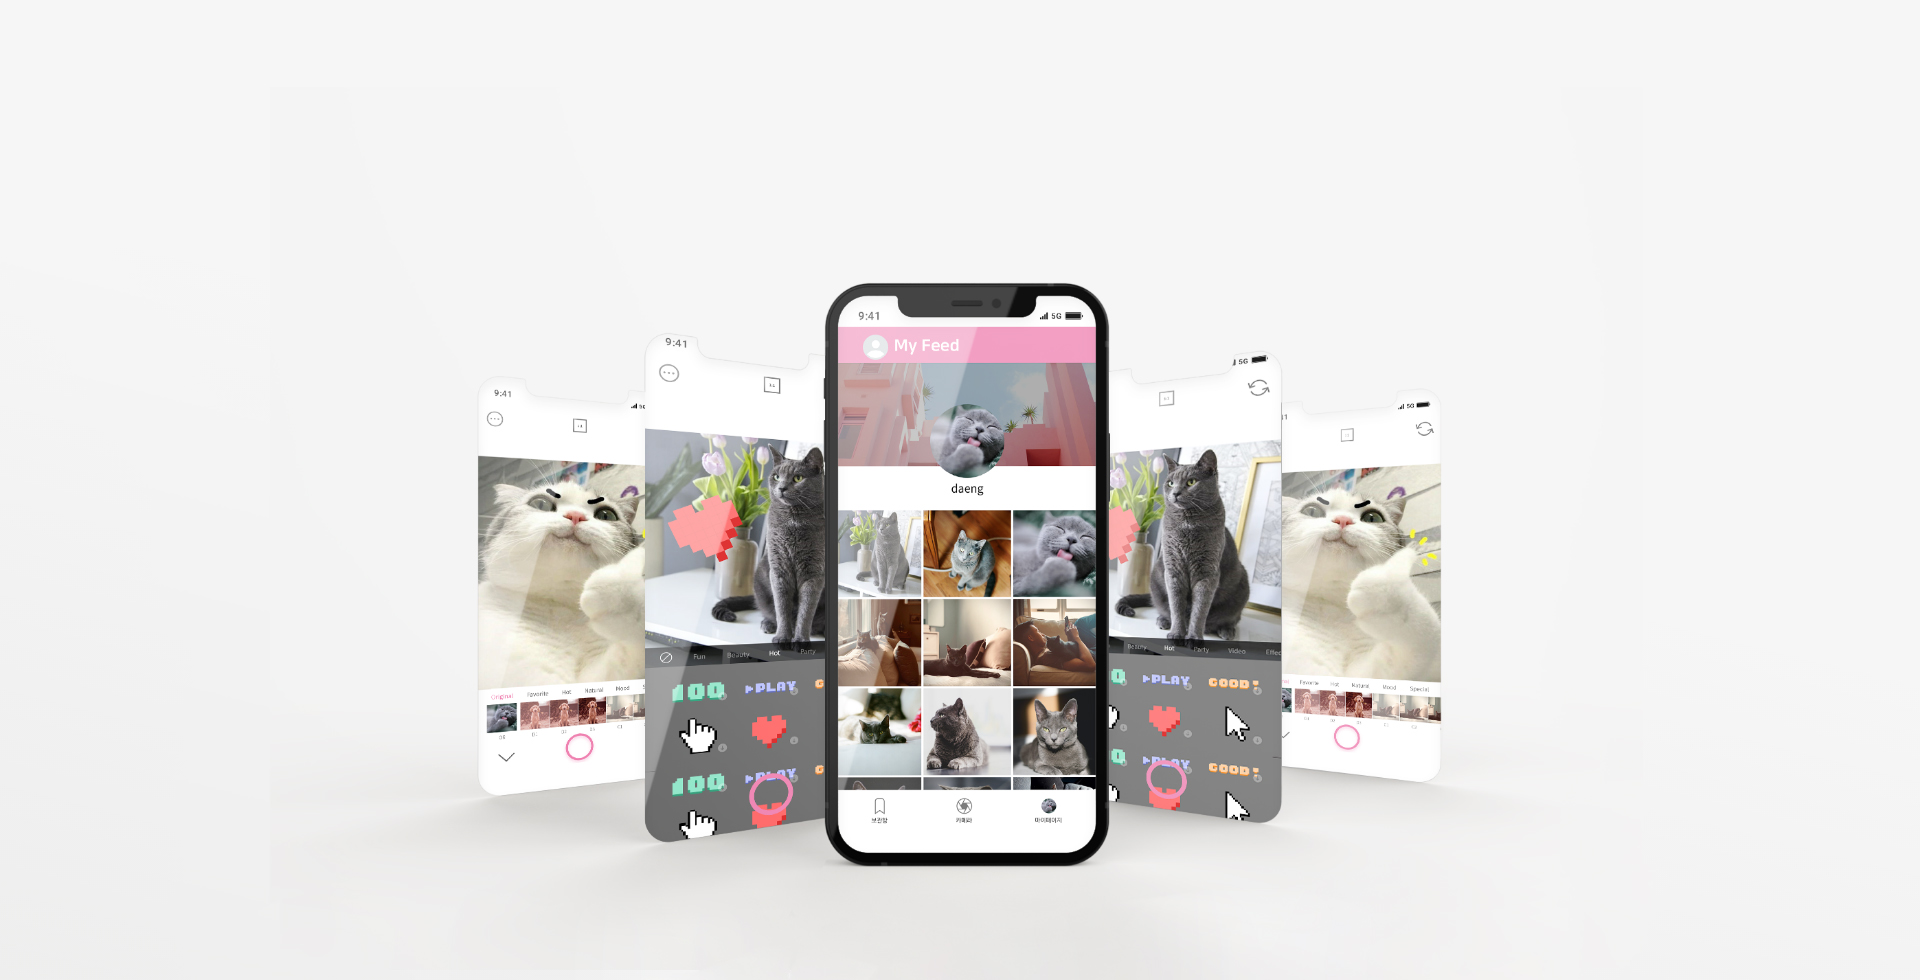 9:41
5G
My Feed
daeng
보관함
카메라
마이페이지
9:41
Fun Beauty Hot Party
100 PLAY
100 PLAY
9:41
Original Favorite Hot Natural Mood
5G
Beauty Hot Party Video Effec
PLAY GOOD!
PLAY GOOD!
5G
Favorite Hot Natural Mood Special